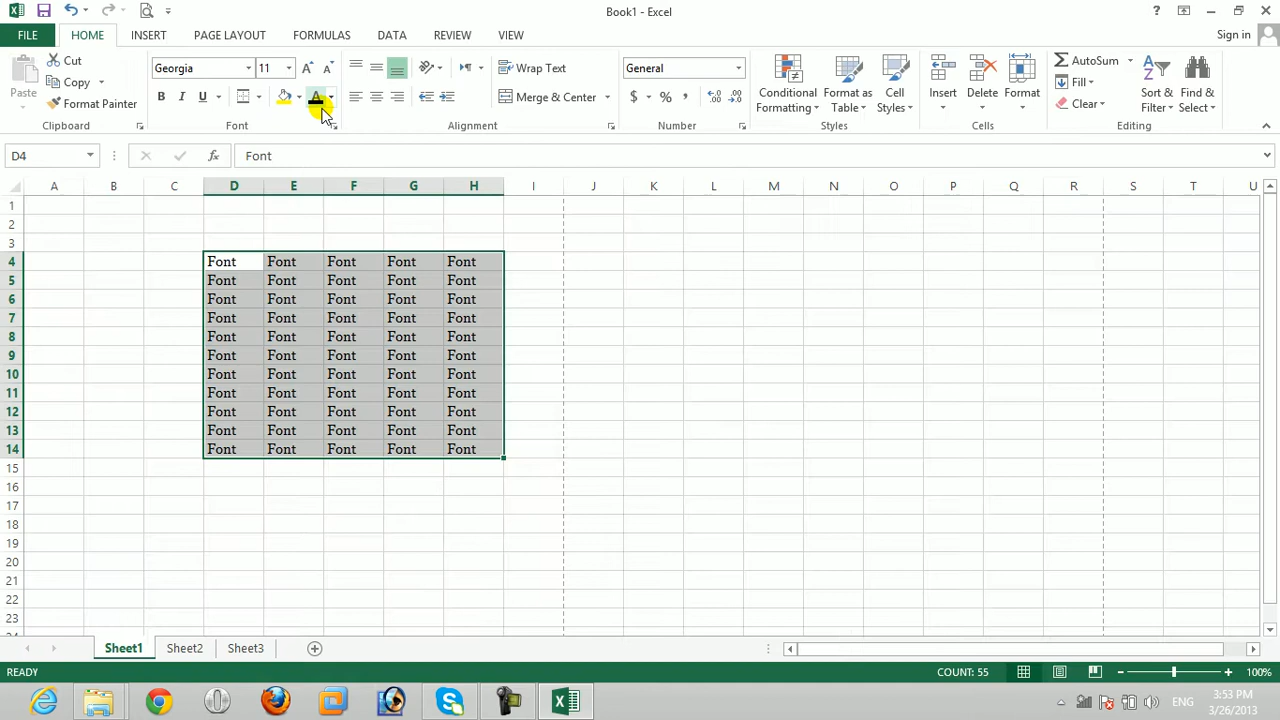 Book1 - Excel
?
FILE HOME INSERT PAGE LAYOUT FORMULAS DATA REVIEW VIEW Sign in
Paste Cut Copy Format Painter
Clipboard
Georgia 11
B I U A
Font
Wrap Text
Merge & Center
Alignment
General
$ % ,
Number
Conditional Formatting Format as Table Cell Styles
Styles
Insert Delete Format
Cells
AutoSum Fill Clear Sort & Filter Find & Select
Editing
D4 fx Font
A B C D E F G H I J K L M N O P Q R S T U
1
2
3
4 Font Font Font Font Font
5 Font Font Font Font Font
6 Font Font Font Font Font
7 Font Font Font Font Font
8 Font Font Font Font Font
9 Font Font Font Font Font
10 Font Font Font Font Font
11 Font Font Font Font Font
12 Font Font Font Font Font
13 Font Font Font Font Font
14 Font Font Font Font Font
15
16
17
18
19
20
21
22
23
Sheet1 Sheet2 Sheet3
READY COUNT: 55 100%
ENG 3:53 PM
3/26/2013